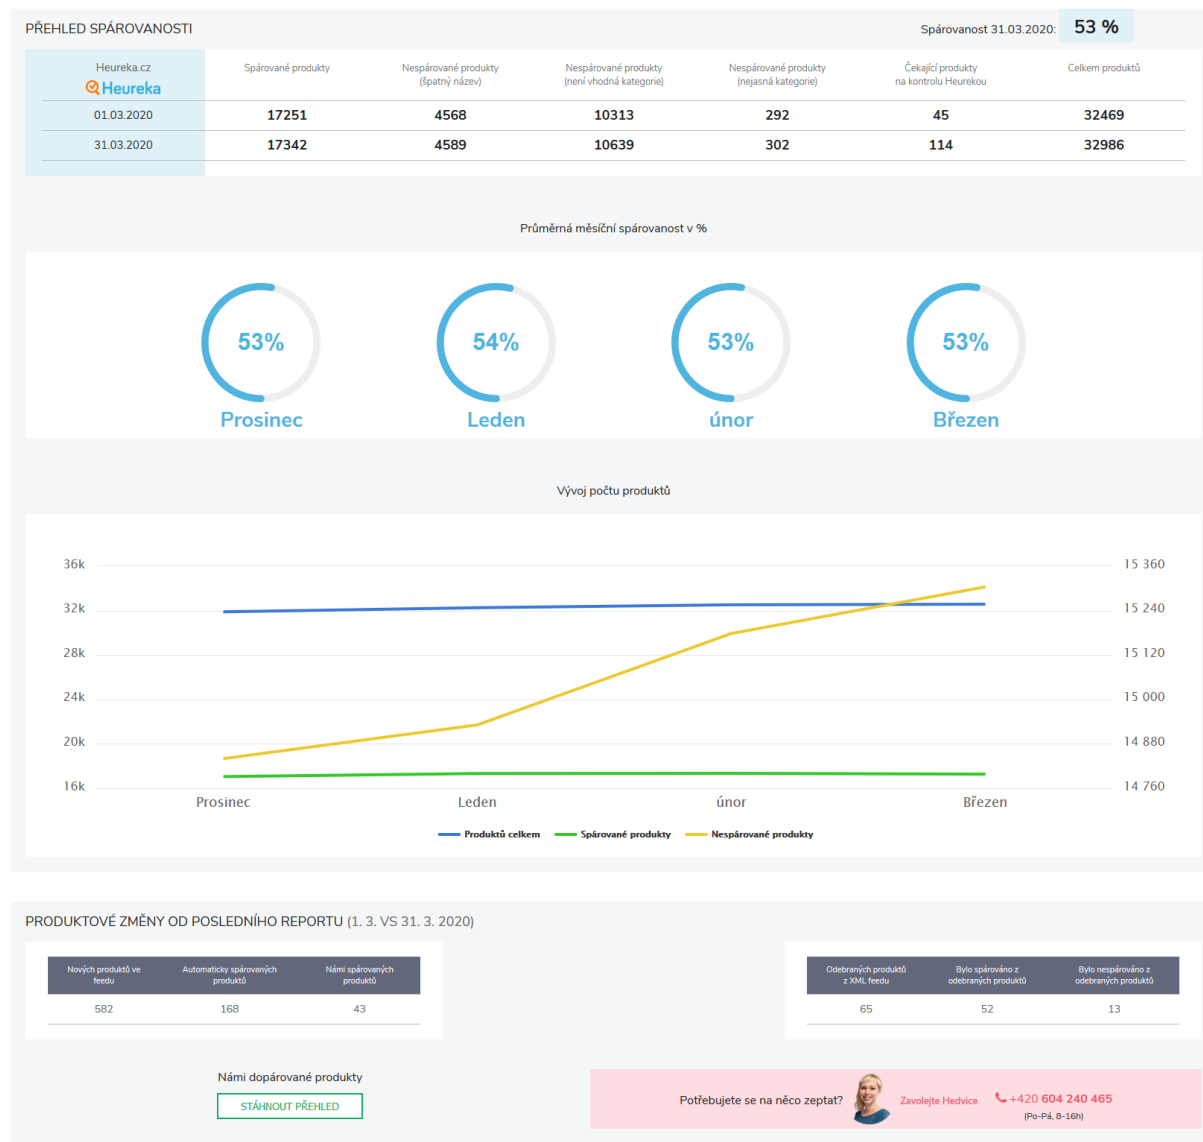 PŘEHLED SPÁROVANOSTI
Spárovanost 31.03.2020: 53 %
Heureka.cz
Heureka
Spárované produkty
Nespárované produkty
(špatný název)
Nespárované produkty
(není vhodná kategorie)
Nespárované produkty
(nejasná kategorie)
Čekající produkty
na kontrolu Heurekou
Celkem produktů
01.03.2020 17251 4568 10313 292 45 32469
31.03.2020 17342 4589 10639 302 114 32986
Průměrná měsíční spárovanost v %
53% 54% 53% 53%
Prosinec Leden únor Březen
Vývoj počtu produktů
36k 15 360
32k 15 240
28k 15 120
24k 15 000
20k 14 880
16k 14 760
Prosinec Leden únor Březen
Produktů celkem Spárované produkty Nespárované produkty
PRODUKTOVÉ ZMĚNY OD POSLEDNÍHO REPORTU (1. 3. VS 31. 3. 2020)
Nových produktů ve
feedu
Automaticky spárovaných
produktů
Námi spárovaných
produktů
582 168 43
Odebraných produktů
z XML feedu
Bylo spárováno z
odebraných produktů
Bylo nespárováno z
odebraných produktů
65 52 13
Námi dopárované produkty
STÁHNOUT PŘEHLED
Potřebujete se na něco zeptat?
Zavolejte Hedvice
+420 604 240 465
(Po-Pá, 8-16h)